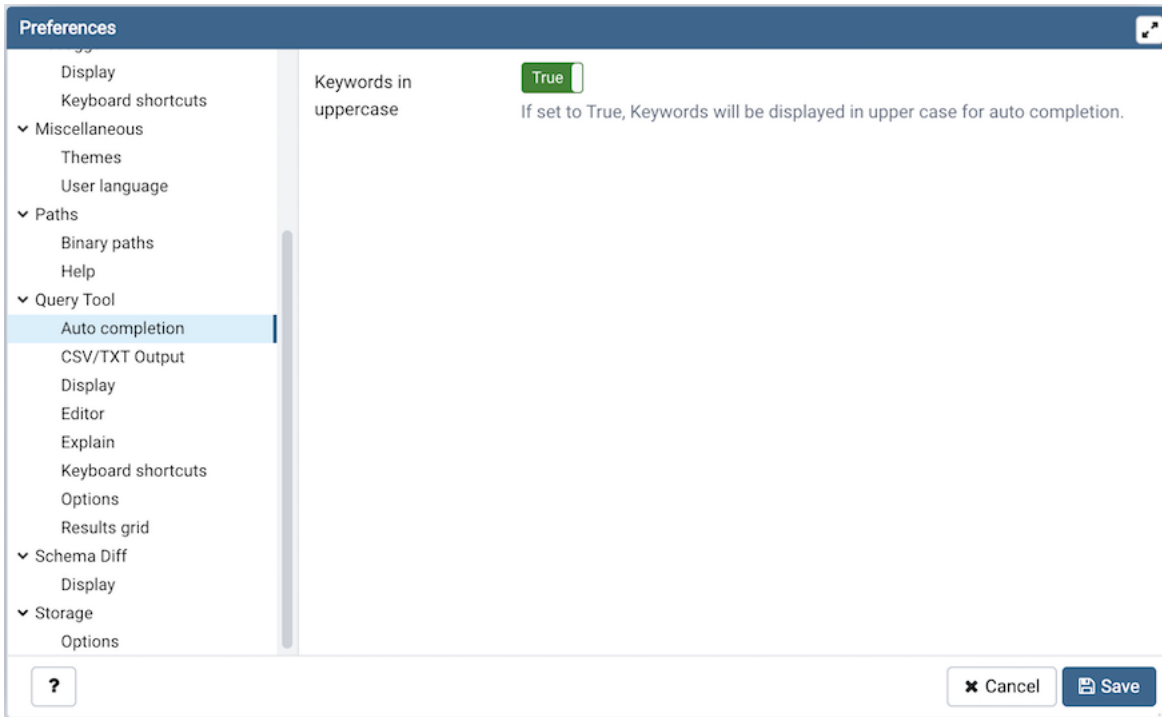 Preferences
Display
Keyboard shortcuts
Miscellaneous
Themes
User language
Paths
Binary paths
Help
Query Tool
Auto completion
CSV/TXT Output
Display
Editor
Explain
Keyboard shortcuts
Options
Results grid
Schema Diff
Display
Storage
Options
Keywords in
uppercase
True
If set to True, Keywords will be displayed in upper case for auto completion.
?
Cancel
Save